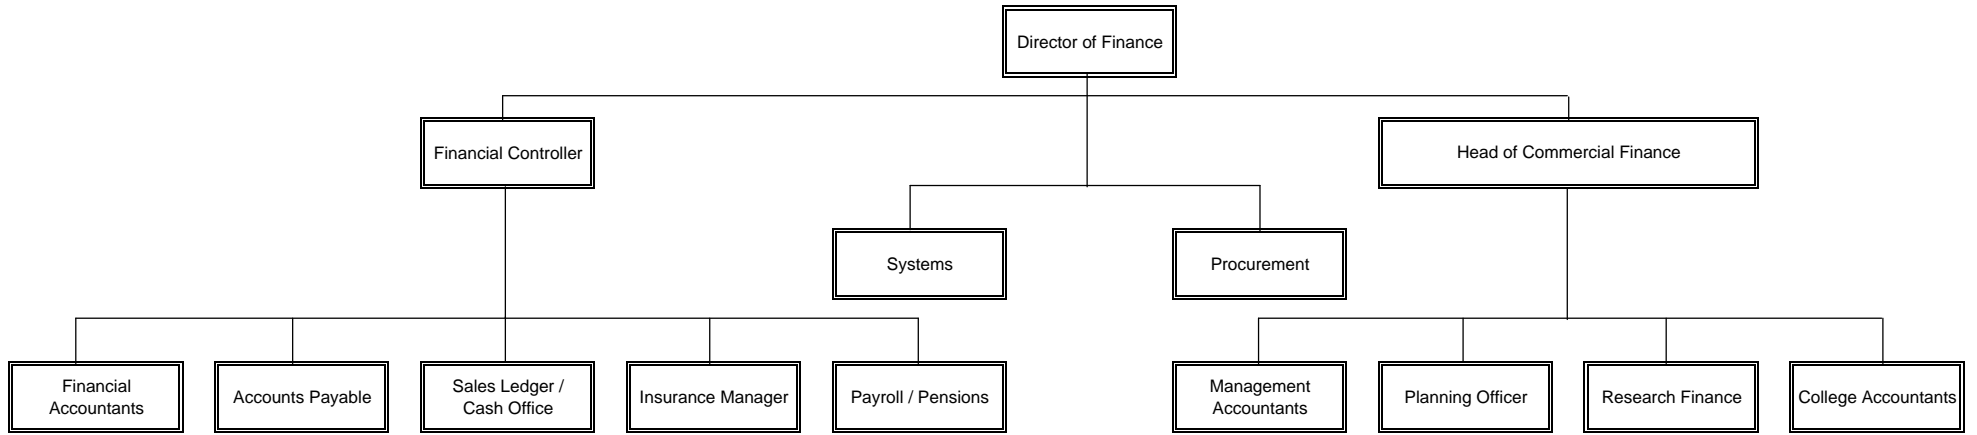 Director of Finance
Financial Controller
Head of Commercial Finance
Systems
Procurement
Financial
Accountants
Accounts Payable
Sales Ledger /
Cash Office
Insurance Manager
Payroll / Pensions
Management
Accountants
Planning Officer
Research Finance
College Accountants